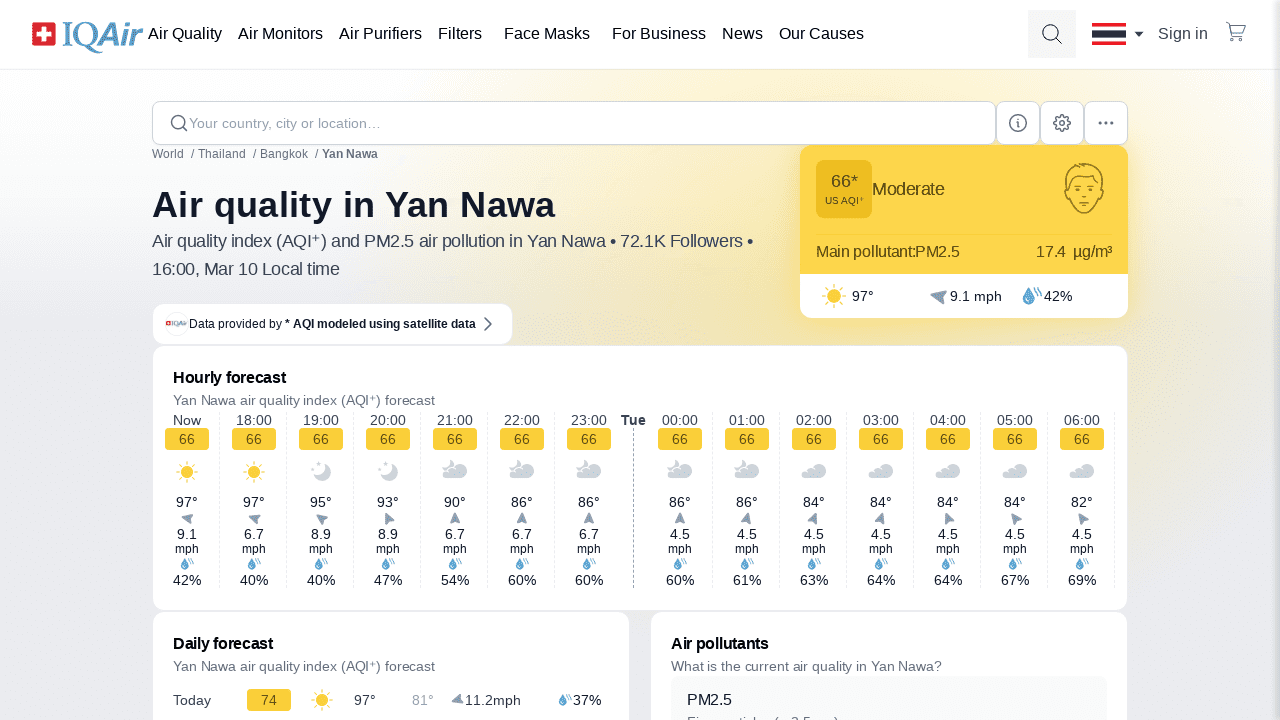 IQAir Air Quality Air Monitors Air Purifiers Filters Face Masks For Business News Our Causes Sign in
Your country, city or location...
World / Thailand / Bangkok / Yan Nawa
Air quality in Yan Nawa
Air quality index (AQI⁺) and PM2.5 air pollution in Yan Nawa • 72.1K Followers •
16:00, Mar 10 Local time
66*
US AQI⁺
Moderate
Main pollutant:PM2.5 17.4 µg/m³
97° 9.1 mph 42%
IQAir Data provided by * AQI modeled using satellite data
Hourly forecast
Yan Nawa air quality index (AQI⁺) forecast
Now 18:00 19:00 20:00 21:00 22:00 23:00 Tue 00:00 01:00 02:00 03:00 04:00 05:00 06:00
66 66 66 66 66 66 66 66 66 66 66 66 66 66
97° 97° 95° 93° 90° 86° 86° 86° 86° 84° 84° 84° 84° 82°
9.1 6.7 8.9 8.9 6.7 6.7 6.7 4.5 4.5 4.5 4.5 4.5 4.5 4.5
mph mph mph mph mph mph mph mph mph mph mph mph mph mph
42% 40% 40% 47% 54% 60% 60% 60% 61% 63% 64% 64% 67% 69%
Daily forecast
Yan Nawa air quality index (AQI⁺) forecast
Today 74 97° 81° 11.2mph 37%
Air pollutants
What is the current air quality in Yan Nawa?
PM2.5